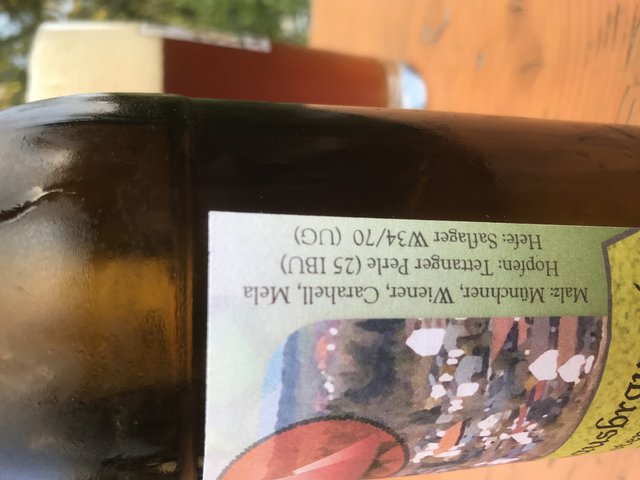 Malz: Münchner, Wiener, Carahell, Mela
Hopfen: Tettanger Perle (25 IBU)
Hefe: Saflager W34/70 (UG)